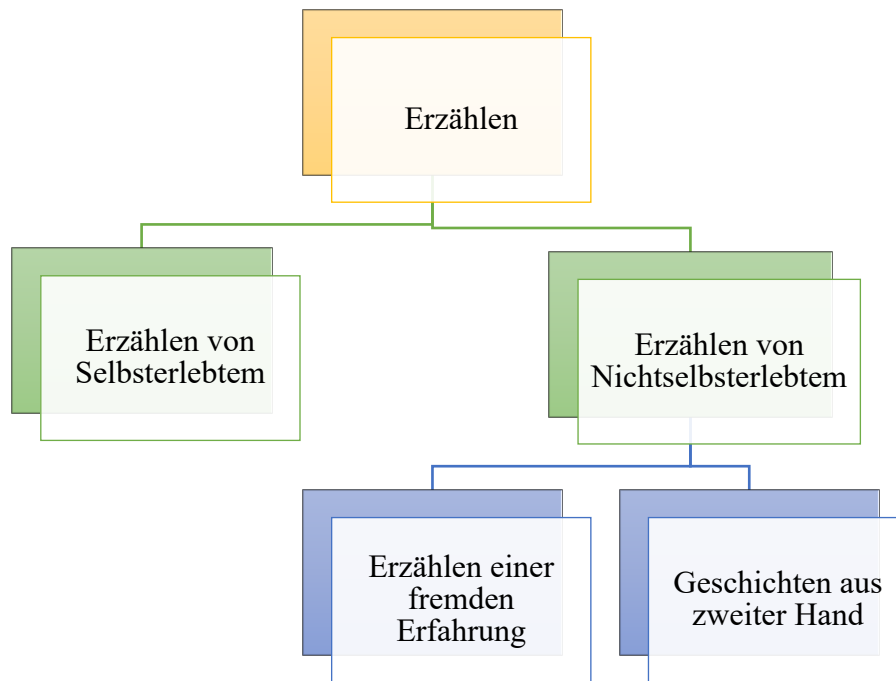 Erzählen
Erzählen von
Selbsterlebtem
Erzählen von
Nichtselbsterlebtem
Erzählen einer
fremden
Erfahrung
Geschichten aus
zweiter Hand